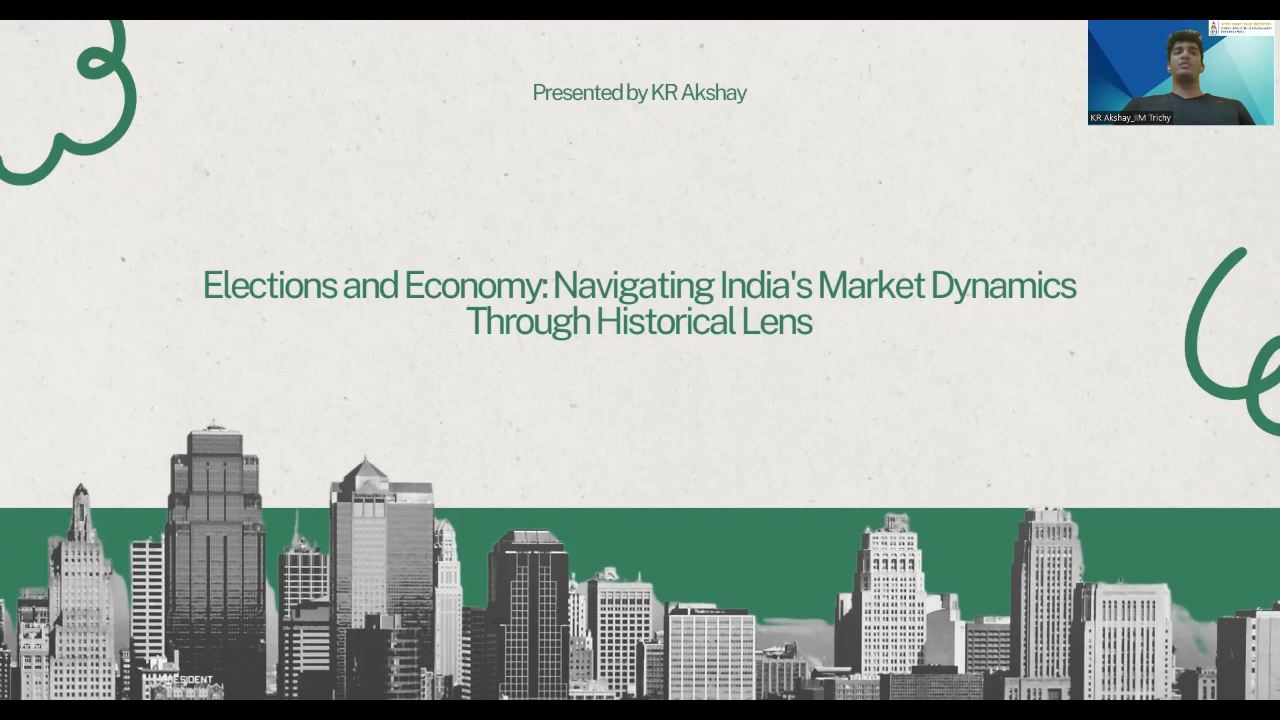 Presented by KR Akshay
KR Akshay_IIM Trichy
Elections and Economy: Navigating India's Market Dynamics
Through Historical Lens